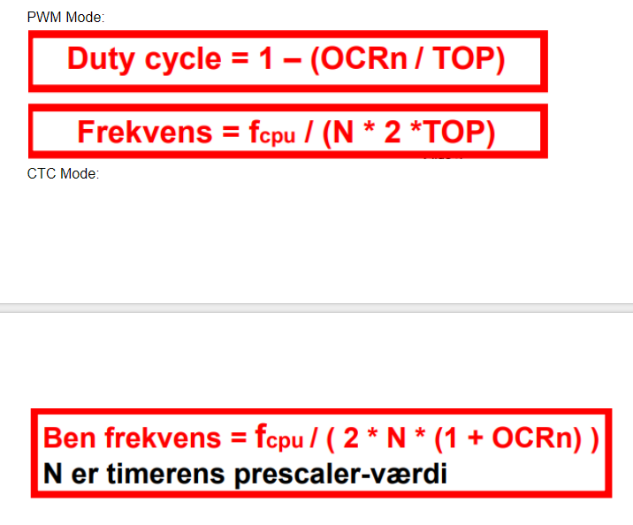 PWM Mode:
Duty cycle = 1 – (OCRn / TOP)
Frekvens = fcpu / (N * 2 *TOP)
CTC Mode:
Ben frekvens = fcpu / ( 2 * N * (1 + OCRn) )
N er timerens prescaler-værdi